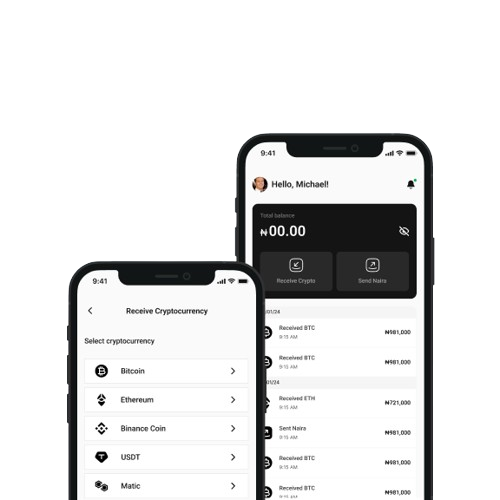 9:41
Hello, Michael!
Total balance
₦00.00
Receive Crypto
Send Naira
/01/24
Received BTC
9:15 AM
₦981,000
Received BTC
9:15 AM
₦981,000
01/24
Received ETH
9:15 AM
₦721,000
Sent Naira
9:15 AM
₦981,000
Received BTC
9:15 AM
₦981,000
Received BTC
9:15 AM
₦981,000
9:41
Receive Cryptocurrency
Select cryptocurrency
Bitcoin
Ethereum
Binance Coin
USDT
Matic